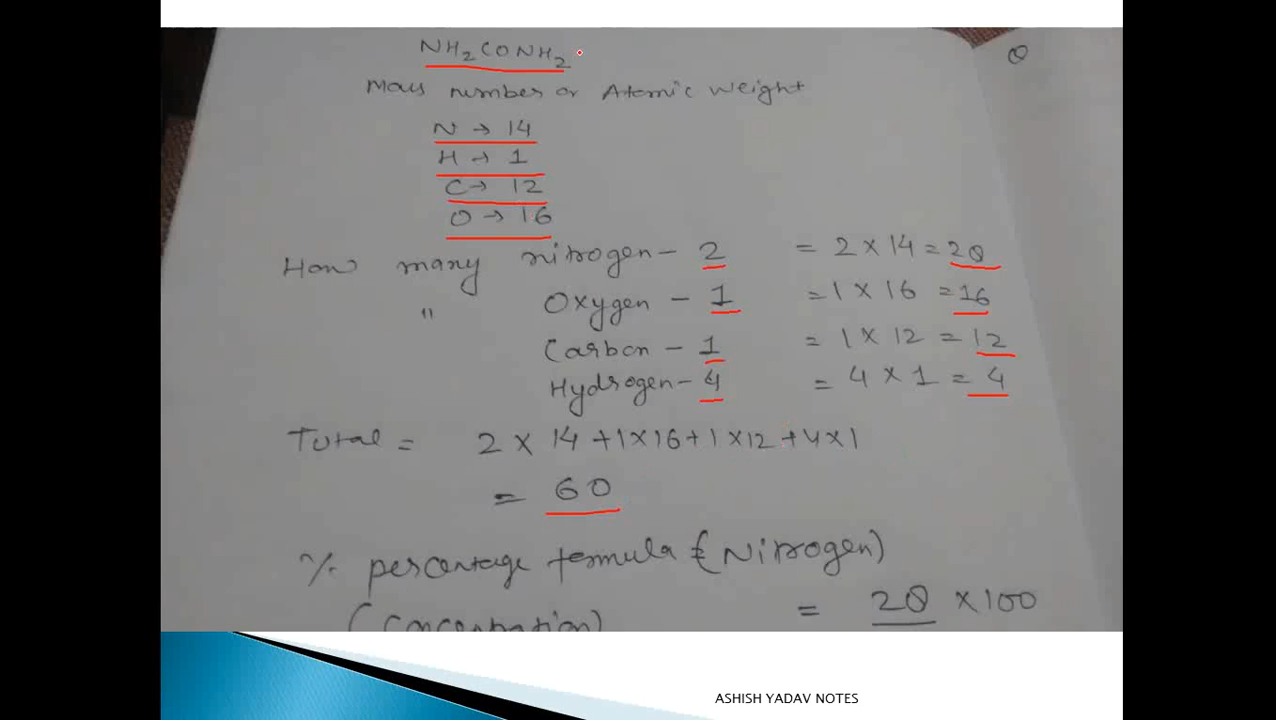 NH2CONH2
Q
Mass number or Atomic weight
N → 14
H → 1
C → 12
O → 16
How many nitrogen - 2 = 2 × 14 = 28
" Oxygen - 1 = 1 × 16 = 16
Carbon - 1 = 1 × 12 = 12
Hydrogen - 4 = 4 × 1 = 4
Total = 2 × 14 + 1 × 16 + 1 × 12 + 4 × 1
= 60
% percentage formula (Nitrogen)
(Concentration) = 28 × 100
ASHISH YADAV NOTES